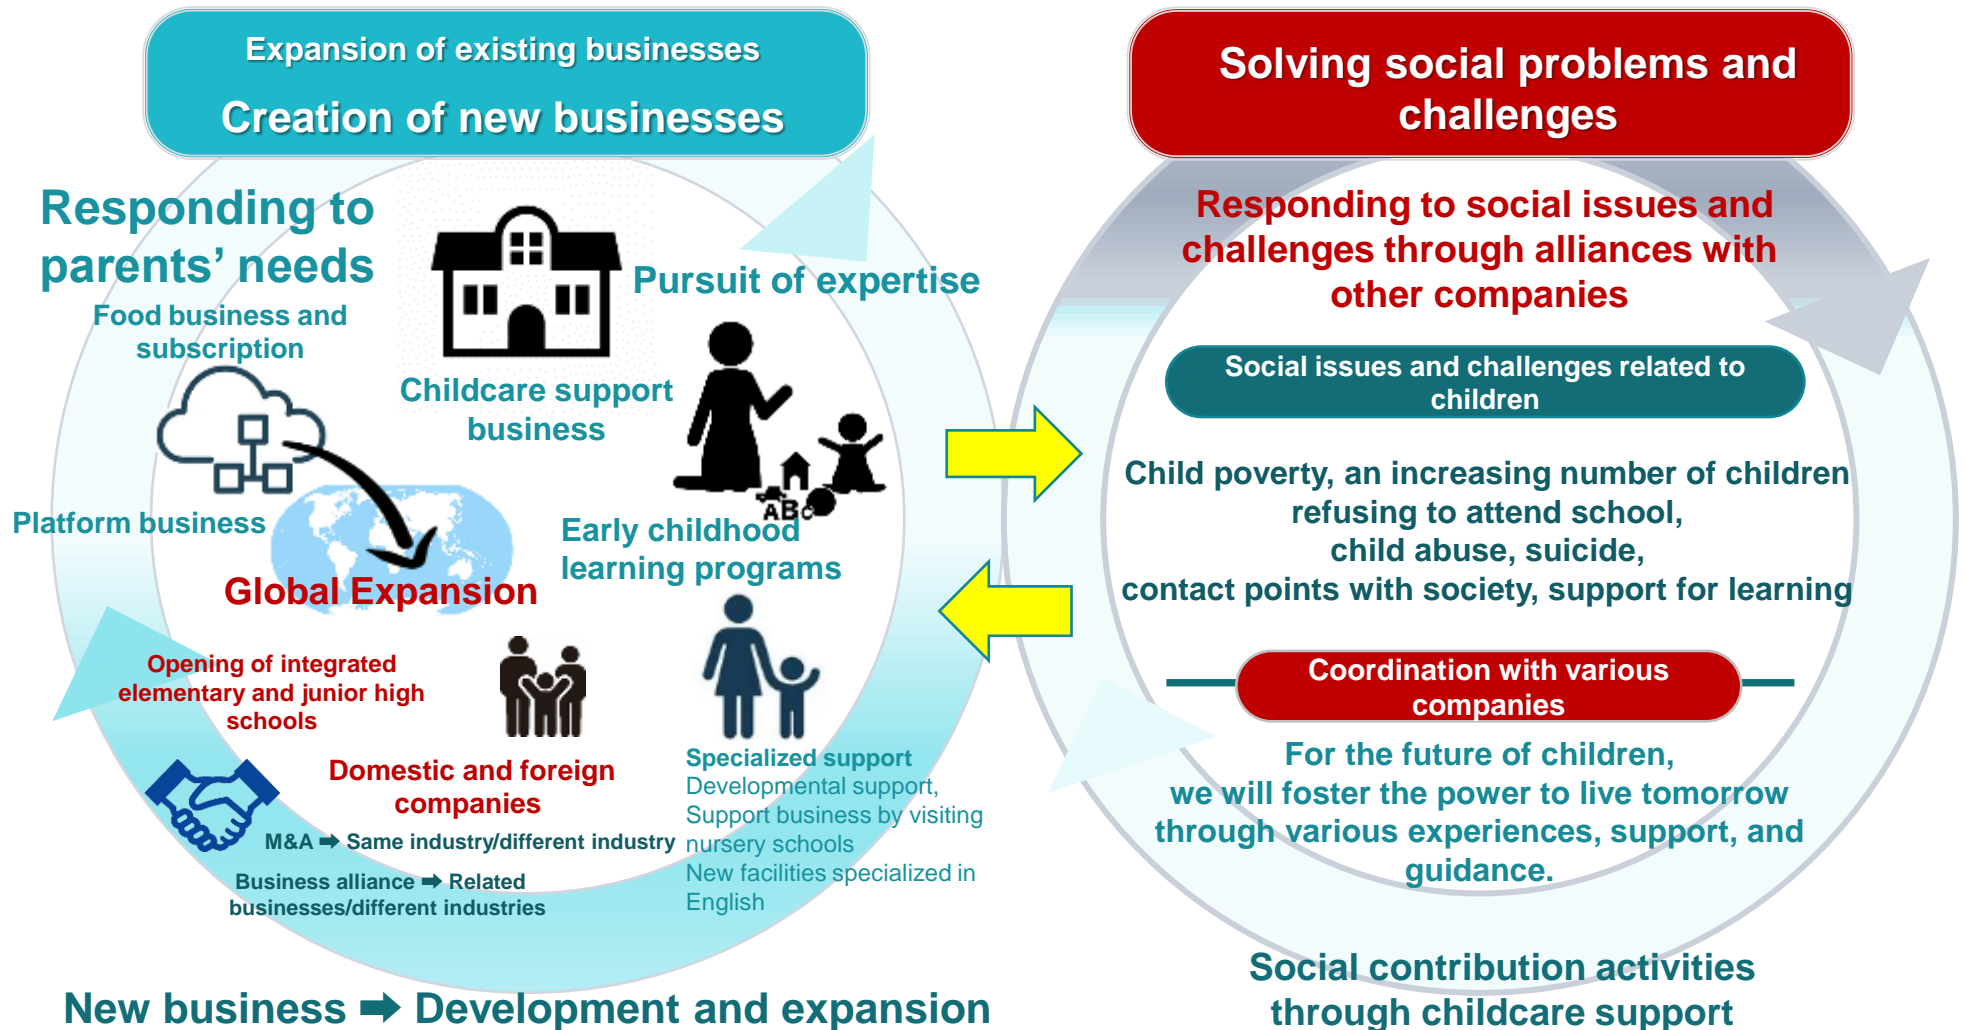 Expansion of existing businesses
Creation of new businesses
Responding to
parents’ needs
Food business and
subscription
Platform business
Childcare support
business
Pursuit of expertise
ABC
Early childhood
learning programs
Global Expansion
Opening of integrated
elementary and junior high
schools
Domestic and foreign
companies
M&A ➡ Same industry/different industry
Business alliance ➡ Related
businesses/different industries
Specialized support
Developmental support,
Support business by visiting
nursery schools
New facilities specialized in
English
New business ➡ Development and expansion
Solving social problems and
challenges
Responding to social issues and
challenges through alliances with
other companies
Social issues and challenges related to
children
Child poverty, an increasing number of children
refusing to attend school,
child abuse, suicide,
contact points with society, support for learning
Coordination with various
companies
For the future of children,
we will foster the power to live tomorrow
through various experiences, support, and
guidance.
Social contribution activities
through childcare support